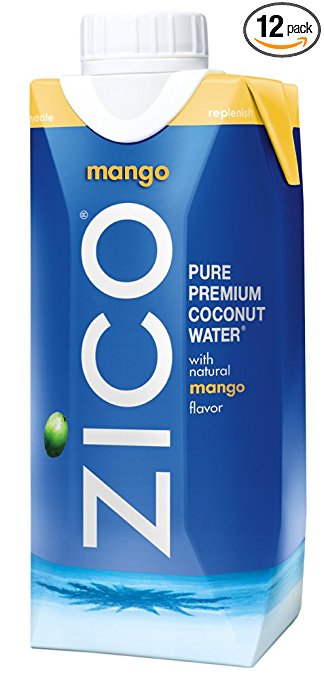 12 pack
hydrate
replenish
mango
ZICO®
PURE
PREMIUM
COCONUT
WATER®
with
natural
mango
flavor